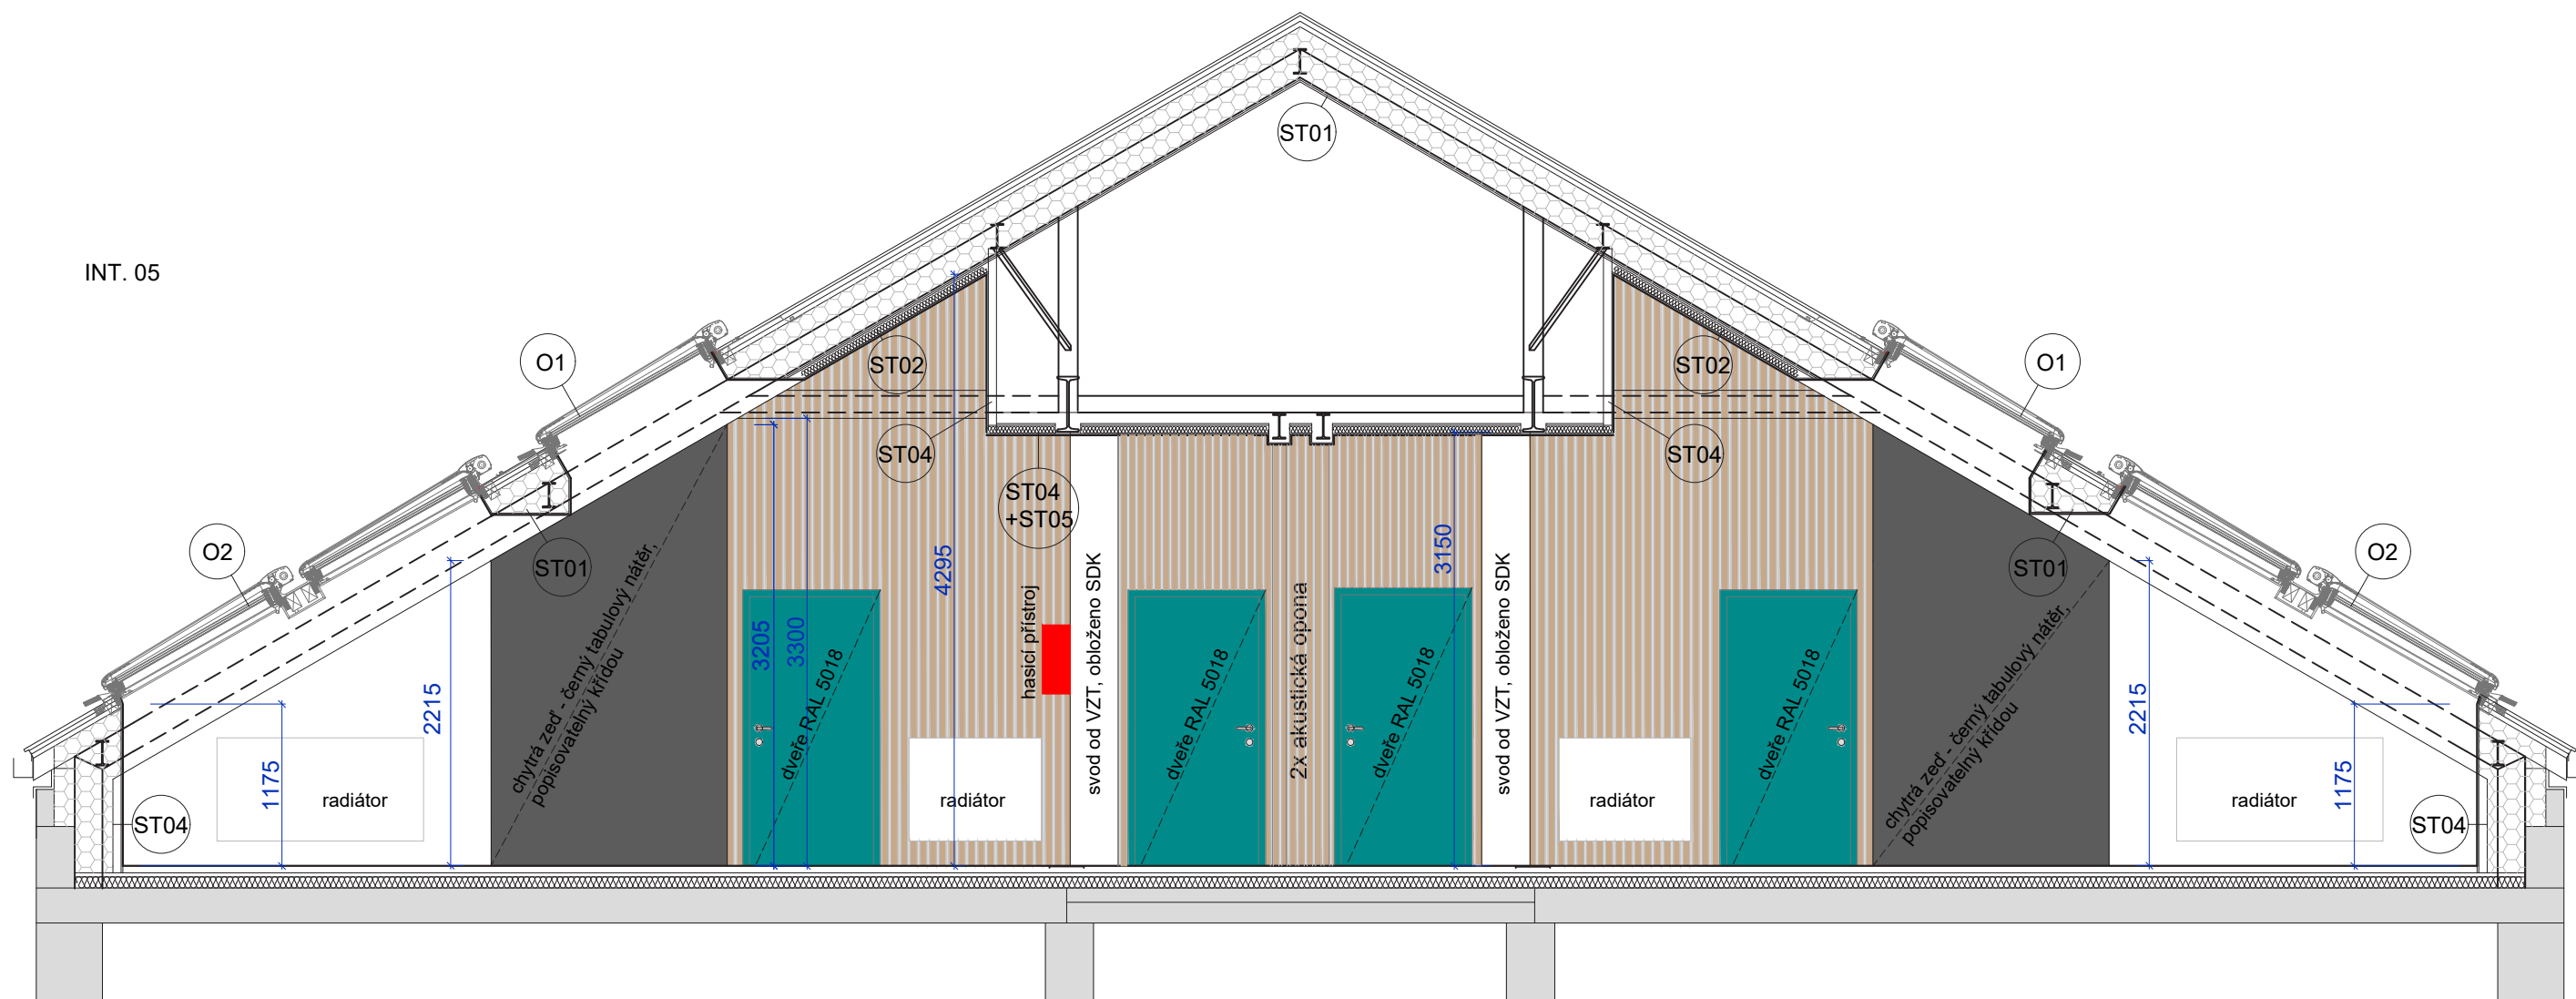 ST01
INT. 05
O1
ST02
ST02
O1
ST04
ST04
ST04
+ST05
O2
ST01
ST01
O2
4295
3150
3205
3300
2215
2215
1175
1175
chytrá zeď - černý tabulový nátěr,
popisovatelný křídou
dveře RAL 5018
hasicí přístroj
svod od VZT, obloženo SDK
dveře RAL 5018
2x akustická opona
dveře RAL 5018
svod od VZT, obloženo SDK
dveře RAL 5018
chytrá zeď - černý tabulový nátěr,
popisovatelný křídou
radiátor
radiátor
radiátor
radiátor
ST04
ST04